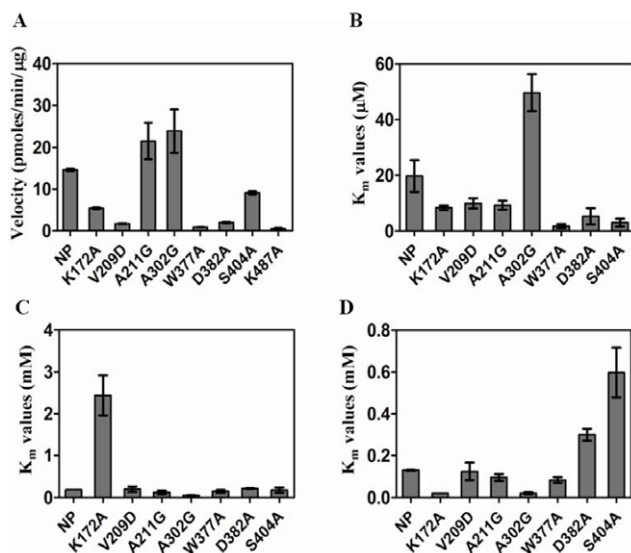 A
Velocity (pmoles/min/µg)
40
30
20
10
0
NP
K172A
V209D
A211G
A302G
W377A
D382A
S404A
K487A
B
Km values (µM)
60
40
20
0
NP
K172A
V209D
A211G
A302G
W377A
D382A
S404A
C
Km values (mM)
4
3
2
1
0
NP
K172A
V209D
A211G
A302G
W377A
D382A
S404A
D
Km values (mM)
0.8
0.6
0.4
0.2
0.0
NP
K172A
V209D
A211G
A302G
W377A
D382A
S404A